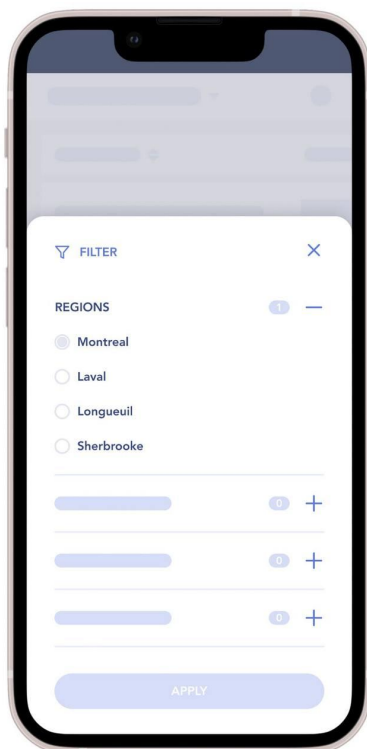 FILTER
REGIONS 1
Montreal
Laval
Longueuil
Sherbrooke
0
0
0
APPLY